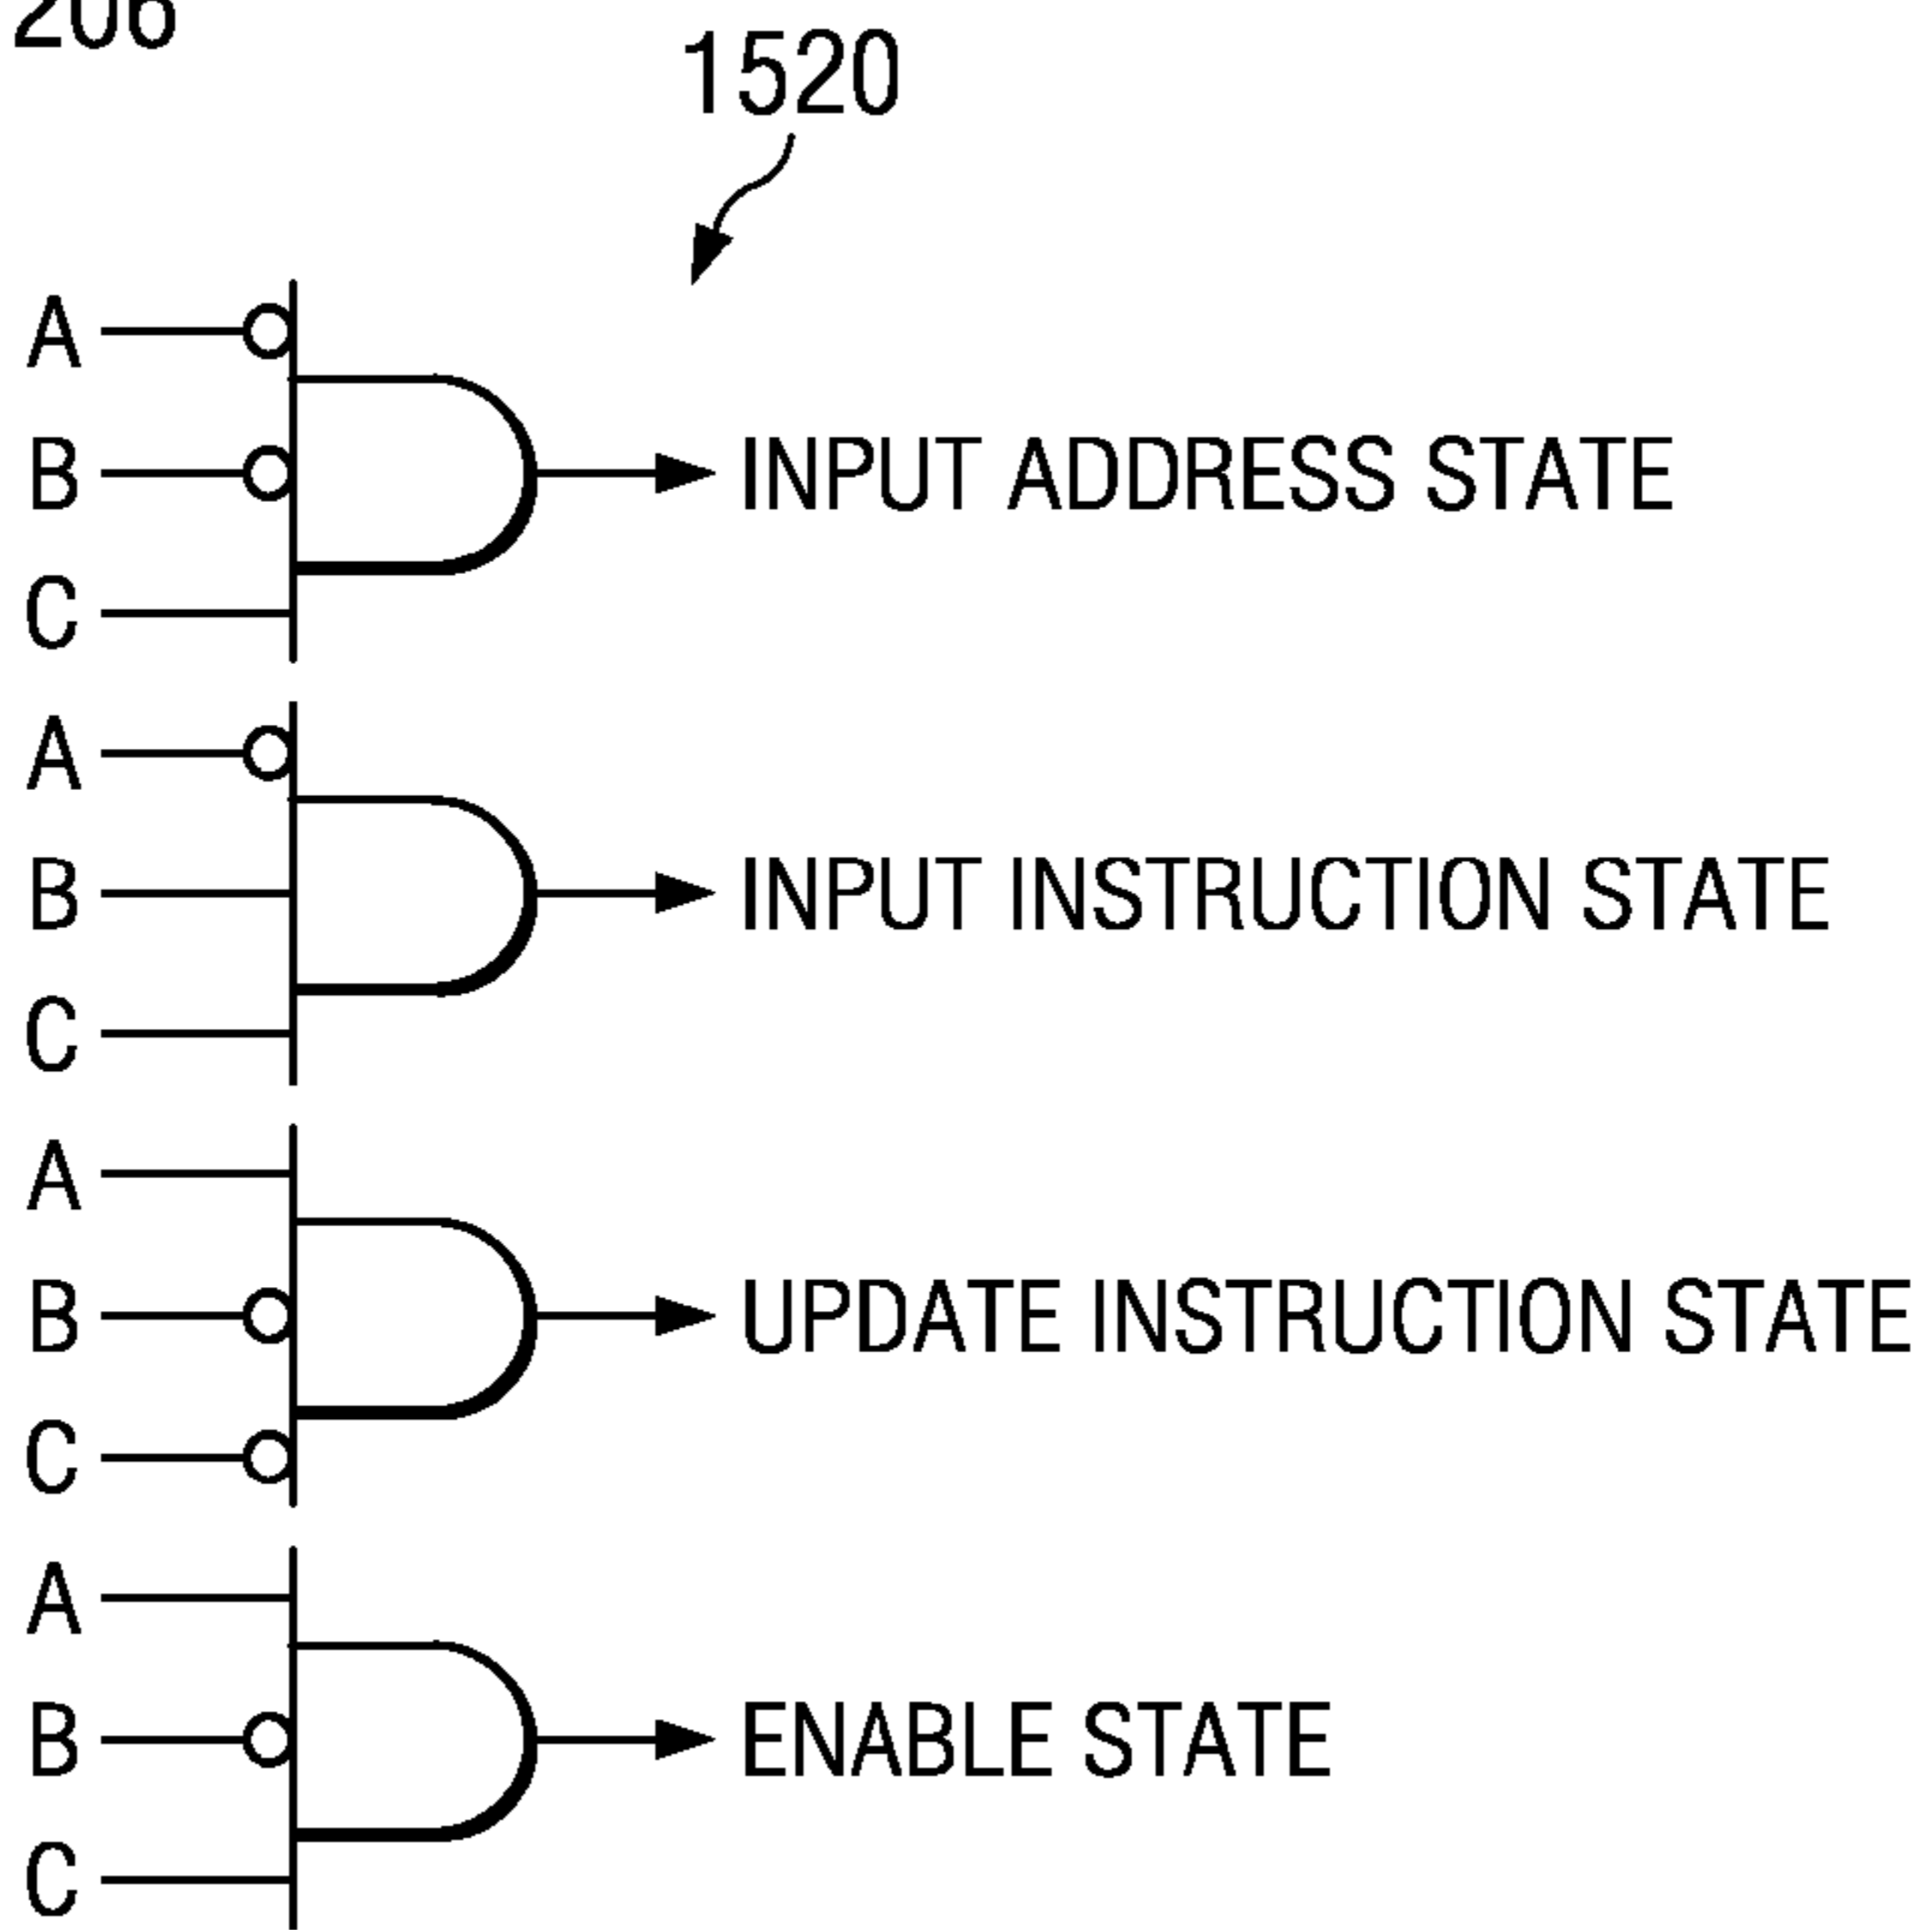 206
1520
A
B INPUT ADDRESS STATE
C
A
B INPUT INSTRUCTION STATE
C
A
B UPDATE INSTRUCTION STATE
C
A
B ENABLE STATE
C